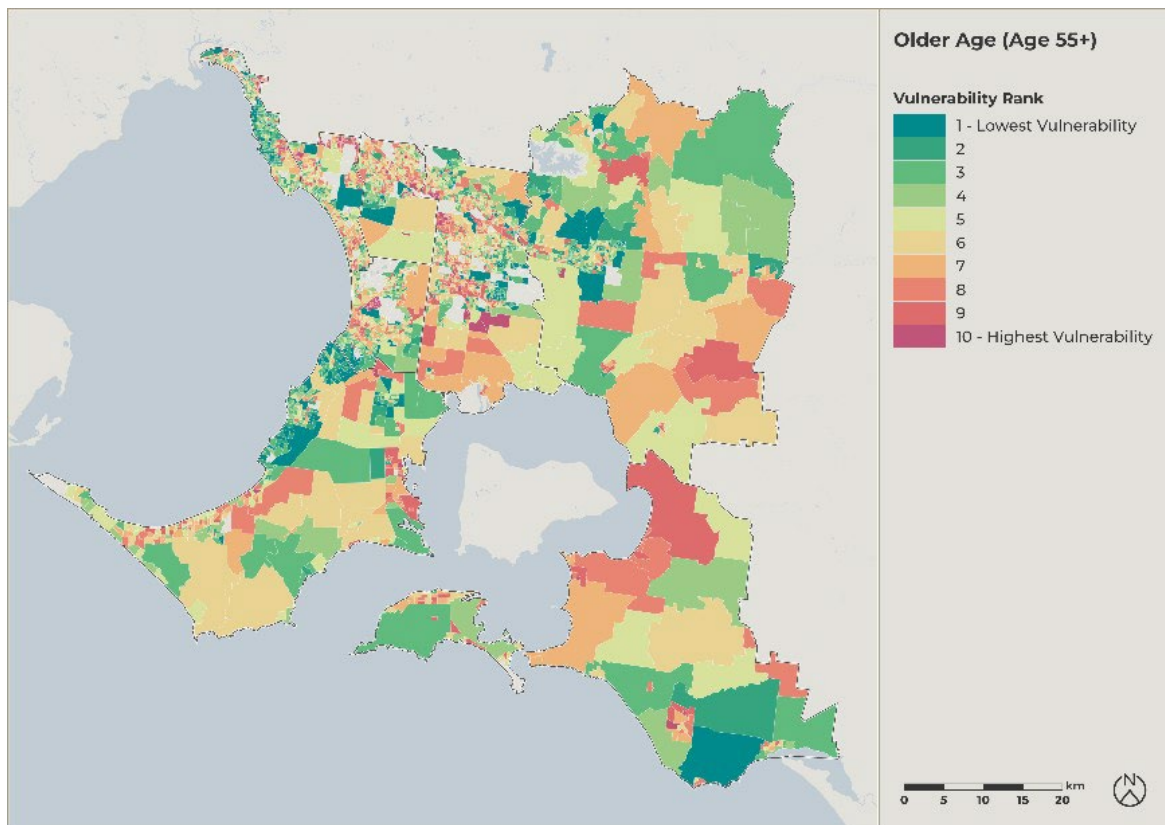 Older Age (Age 55+)
Vulnerability Rank
1 - Lowest Vulnerability
2
3
4
5
6
7
8
9
10 - Highest Vulnerability
km
N
0 5 10 15 20